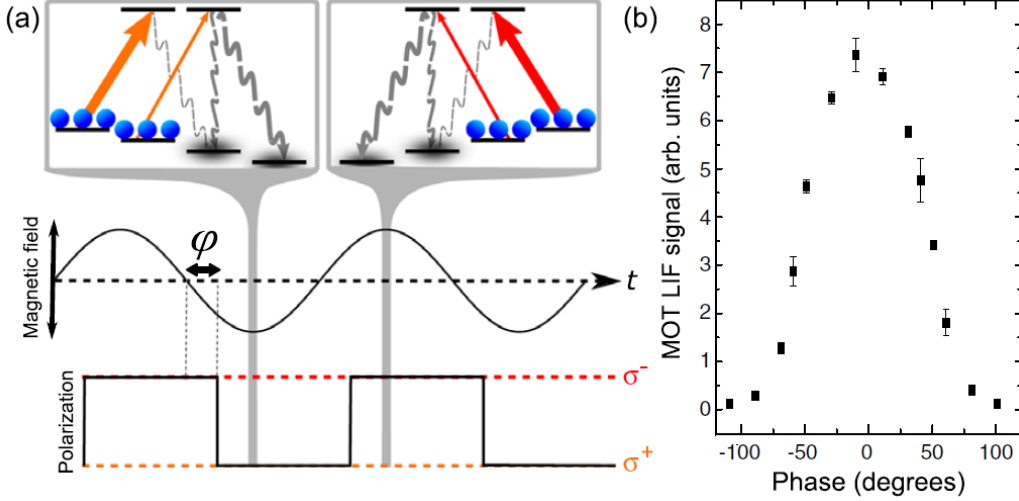 (a)
Magnetic field
φ
t
Polarization
σ-
σ+
(b)
MOT LIF signal (arb. units)
8
7
6
5
4
3
2
1
0
-100
-50
0
50
100
Phase (degrees)